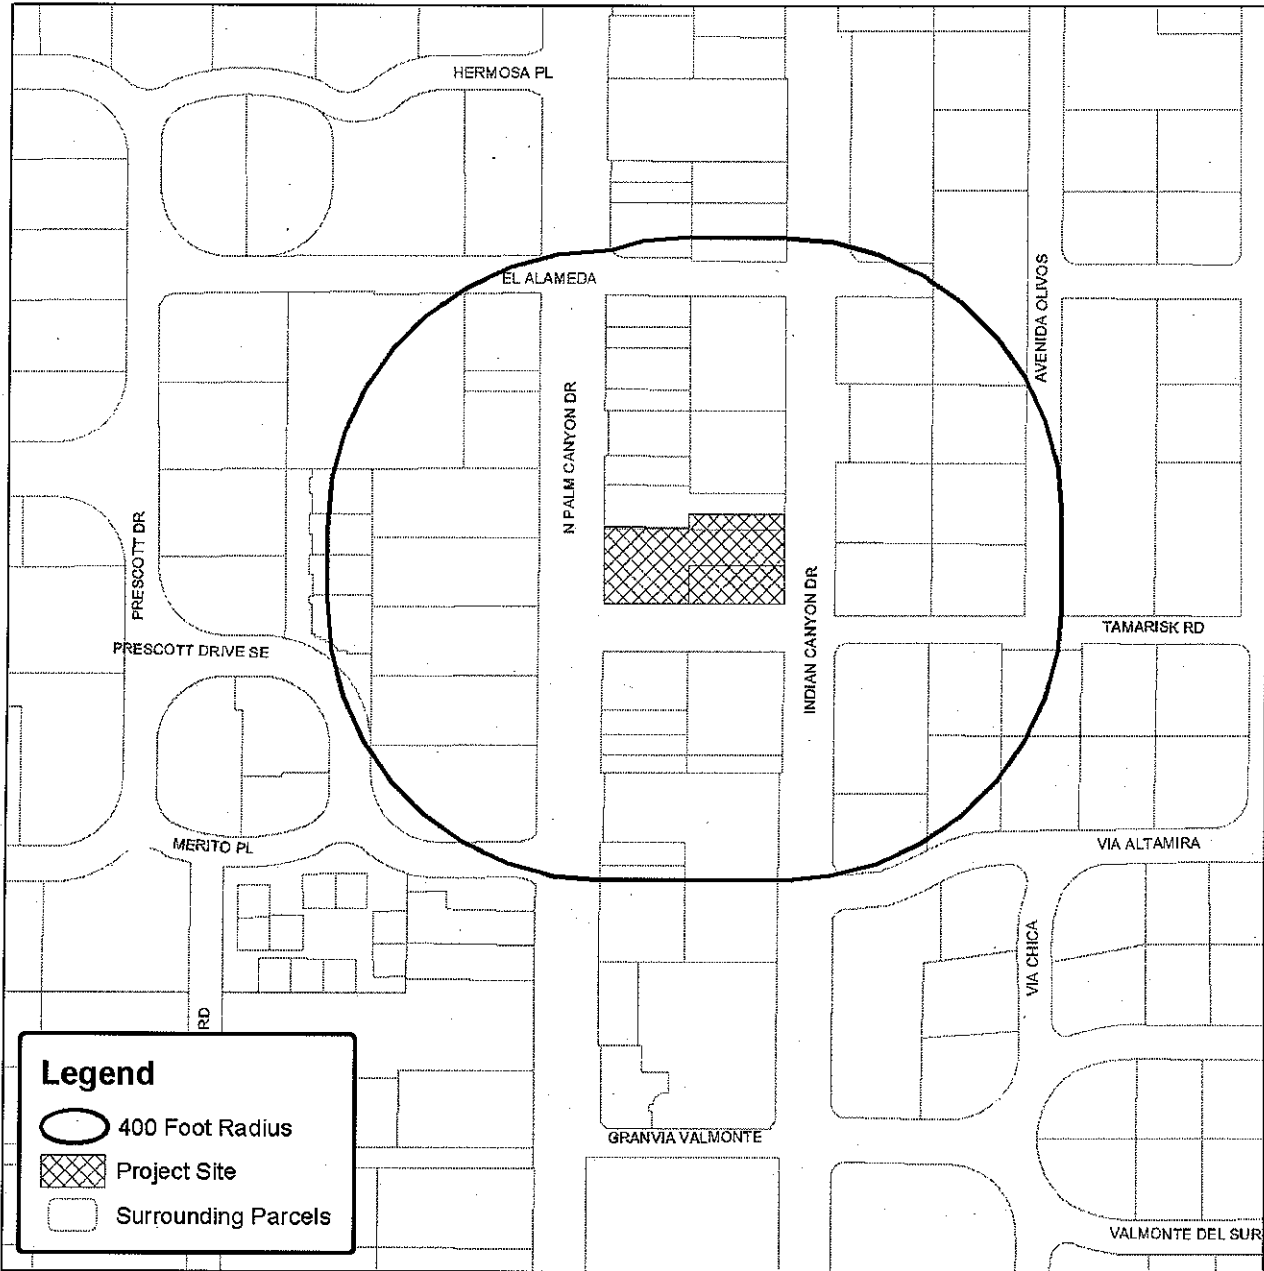 HERMOSA PL
EL ALAMEDA
AVENIDA OLIVOS
N PALM CANYON DR
PRESCOTT DR
INDIAN CANYON DR
TAMARISK RD
PRESCOTT DRIVE SE
MERITO PL
VIA ALTAMIRA
VIA CHICA
RD
Legend
400 Foot Radius
Project Site
Surrounding Parcels
GRANVIA VALMONTE
VALMONTE DEL SUR